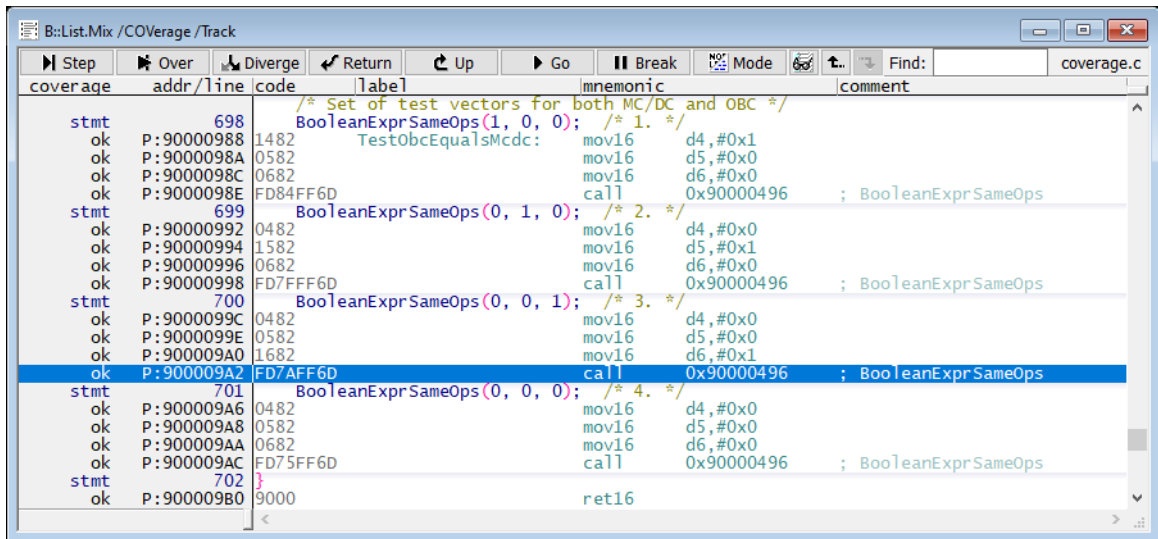 B::List.Mix /COVerage /Track
Step Over Diverge Return Up Go Break Mode Find: coverage.c
coverage addr/line code label mnemonic comment
/* Set of test vectors for both MC/DC and OBC */
stmt 698 BooleanExprSameOps(1, 0, 0); /* 1. */
ok P:90000988 1482 TestObcEqualsMcdc: mov16 d4,#0x1
ok P:9000098A 0582 mov16 d5,#0x0
ok P:9000098C 0682 mov16 d6,#0x0
ok P:9000098E FD84FF6D call 0x90000496 ; BooleanExprSameOps
stmt 699 BooleanExprSameOps(0, 1, 0); /* 2. */
ok P:90000992 0482 mov16 d4,#0x0
ok P:90000994 1582 mov16 d5,#0x1
ok P:90000996 0682 mov16 d6,#0x0
ok P:90000998 FD7FFF6D call 0x90000496 ; BooleanExprSameOps
stmt 700 BooleanExprSameOps(0, 0, 1); /* 3. */
ok P:9000099C 0482 mov16 d4,#0x0
ok P:9000099E 0582 mov16 d5,#0x0
ok P:900009A0 1682 mov16 d6,#0x1
ok P:900009A2 FD7AFF6D call 0x90000496 ; BooleanExprSameOps
stmt 701 BooleanExprSameOps(0, 0, 0); /* 4. */
ok P:900009A6 0482 mov16 d4,#0x0
ok P:900009A8 0582 mov16 d5,#0x0
ok P:900009AA 0682 mov16 d6,#0x0
ok P:900009AC FD75FF6D call 0x90000496 ; BooleanExprSameOps
stmt 702 }
ok P:900009B0 9000 ret16